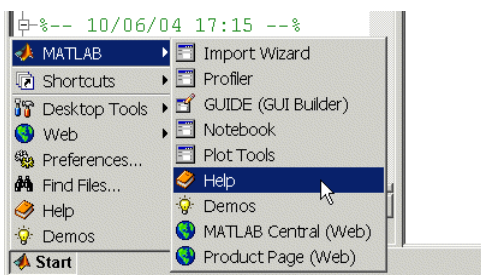 %-- 10/06/04 17:15 --%
MATLAB
Shortcuts
Desktop Tools
Web
Preferences...
Find Files...
Help
Demos
Start
Import Wizard
Profiler
GUIDE (GUI Builder)
Notebook
Plot Tools
Help
Demos
MATLAB Central (Web)
Product Page (Web)